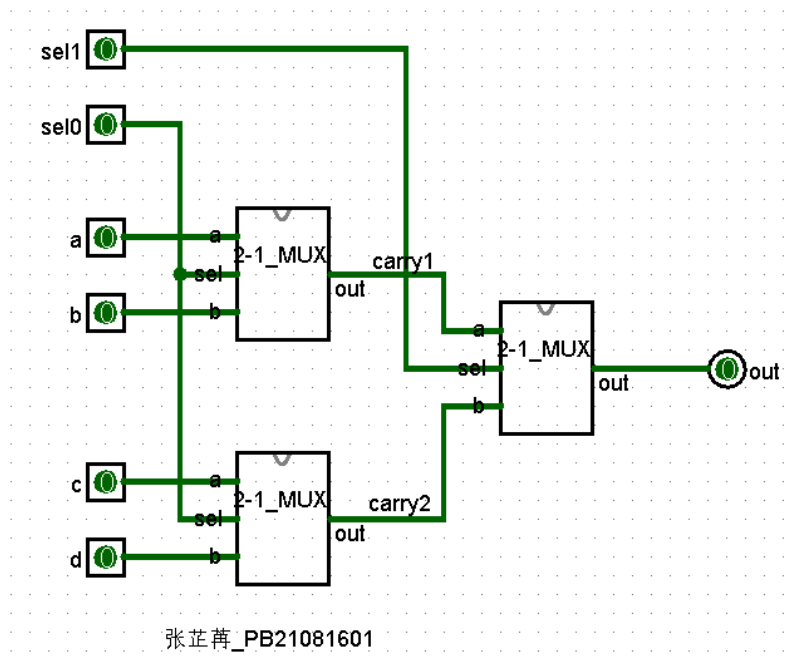 sel1
sel0
a
a
2-1_MUX
carry1
sel
out
b
b
a
2-1_MUX
sel
out
out
b
c
a
2-1_MUX
carry2
sel
out
d
b
张芷苒_PB21081601